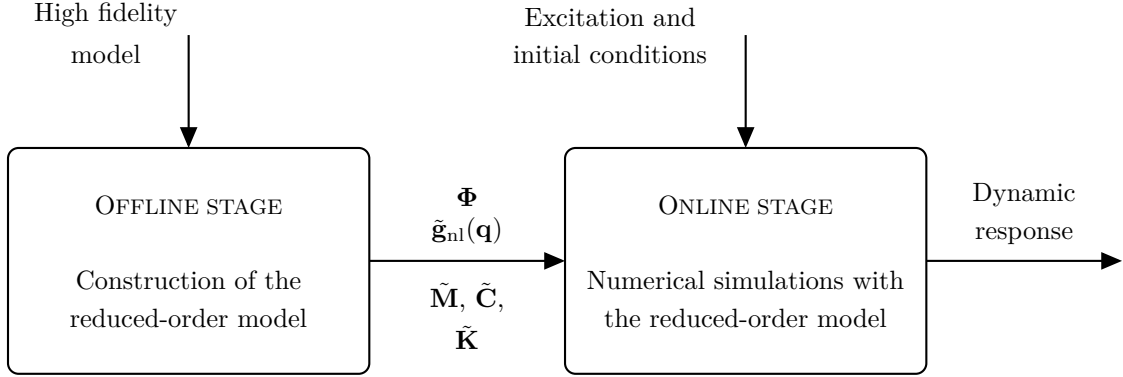 High fidelity
model
Excitation and
initial conditions
OFFLINE STAGE
Construction of the
reduced-order model
𝚽
g̃ₙₗ(q)
M̃, C̃,
K̃
ONLINE STAGE
Numerical simulations with
the reduced-order model
Dynamic
response